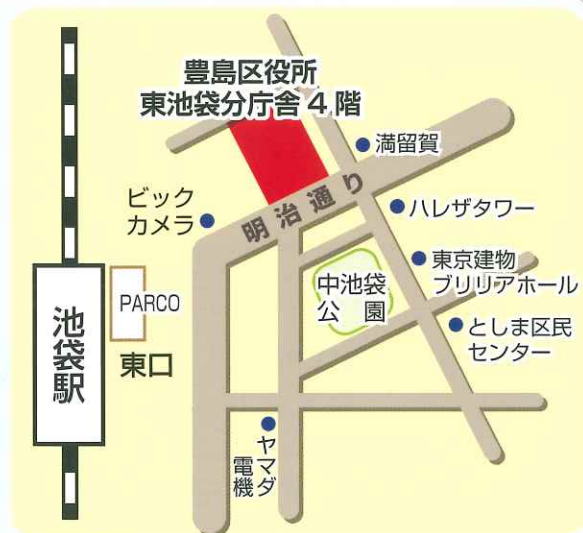 豊島区役所
東池袋分庁舎4階
満留賀
ビック
カメラ
明治通り
ハレザタワー
東京建物
ブリリアホール
中池袋
公園
PARCO
池袋駅
東口
としま区民
センター
ヤマダ
電機